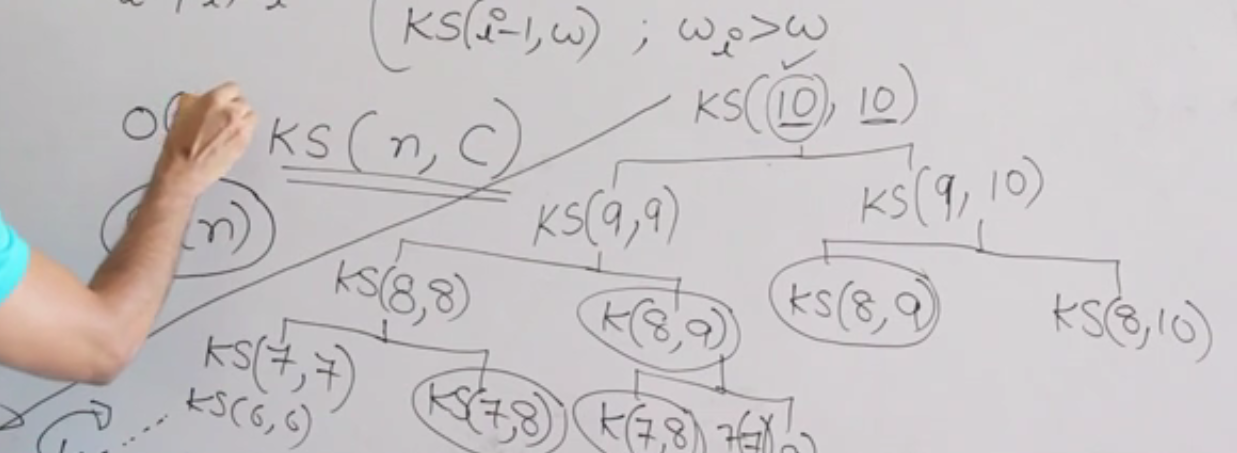 KS(i-1, w) ; wi > w
KS(10, 10)
O(
KS(n, C)
KS(9, 9)
KS(9, 10)
(n)
KS(8, 8)
K(8, 9)
KS(8, 9)
KS(8, 10)
KS(7, 7)
KS(7, 8)
K(7, 8)
KS(6, 6)